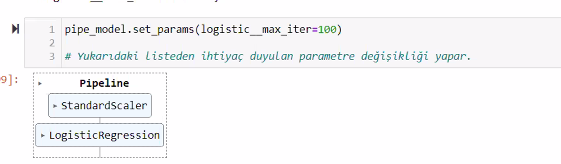 1 pipe_model.set_params(logistic__max_iter=100)
2
3 # Yukarıdaki listeden ihtiyaç duyulan parametre değişikliği yapar.
9]:
▸ Pipeline
▸ StandardScaler
▸ LogisticRegression